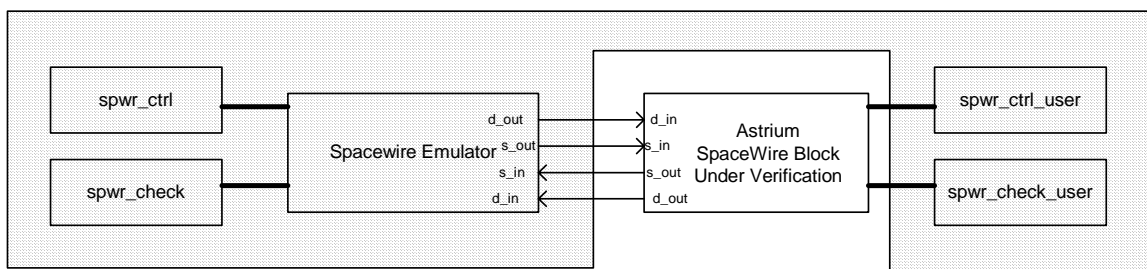 spwr_ctrl
spwr_check
Spacewire Emulator
d_out
s_out
s_in
d_in
d_in
s_in
s_out
d_out
Astrium
SpaceWire Block
Under Verification
spwr_ctrl_user
spwr_check_user